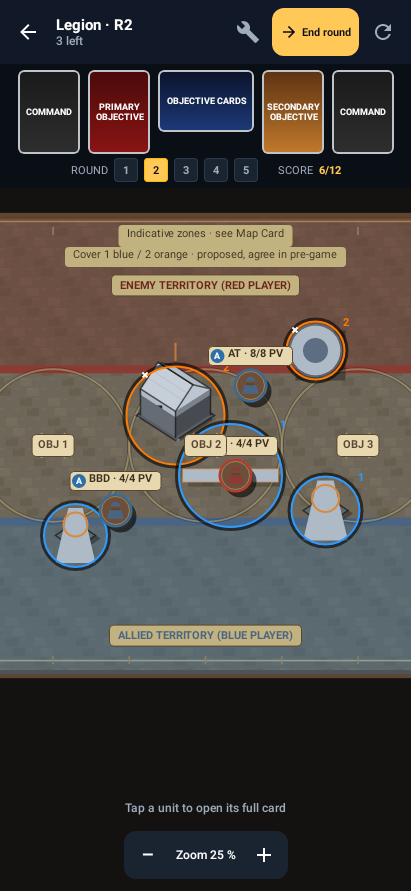 Legion · R2
3 left
End round
COMMAND
PRIMARY
OBJECTIVE
OBJECTIVE CARDS
SECONDARY
OBJECTIVE
COMMAND
ROUND 1 2 3 4 5 SCORE 6/12
Indicative zones · see Map Card
Cover 1 blue / 2 orange · proposed, agree in pre-game
ENEMY TERRITORY (RED PLAYER)
2
A AT · 8/8 PV
2
1
OBJ 1
OBJ 2
· 4/4 PV
OBJ 3
A BBD · 4/4 PV
1
ALLIED TERRITORY (BLUE PLAYER)
Tap a unit to open its full card
− Zoom 25 % +